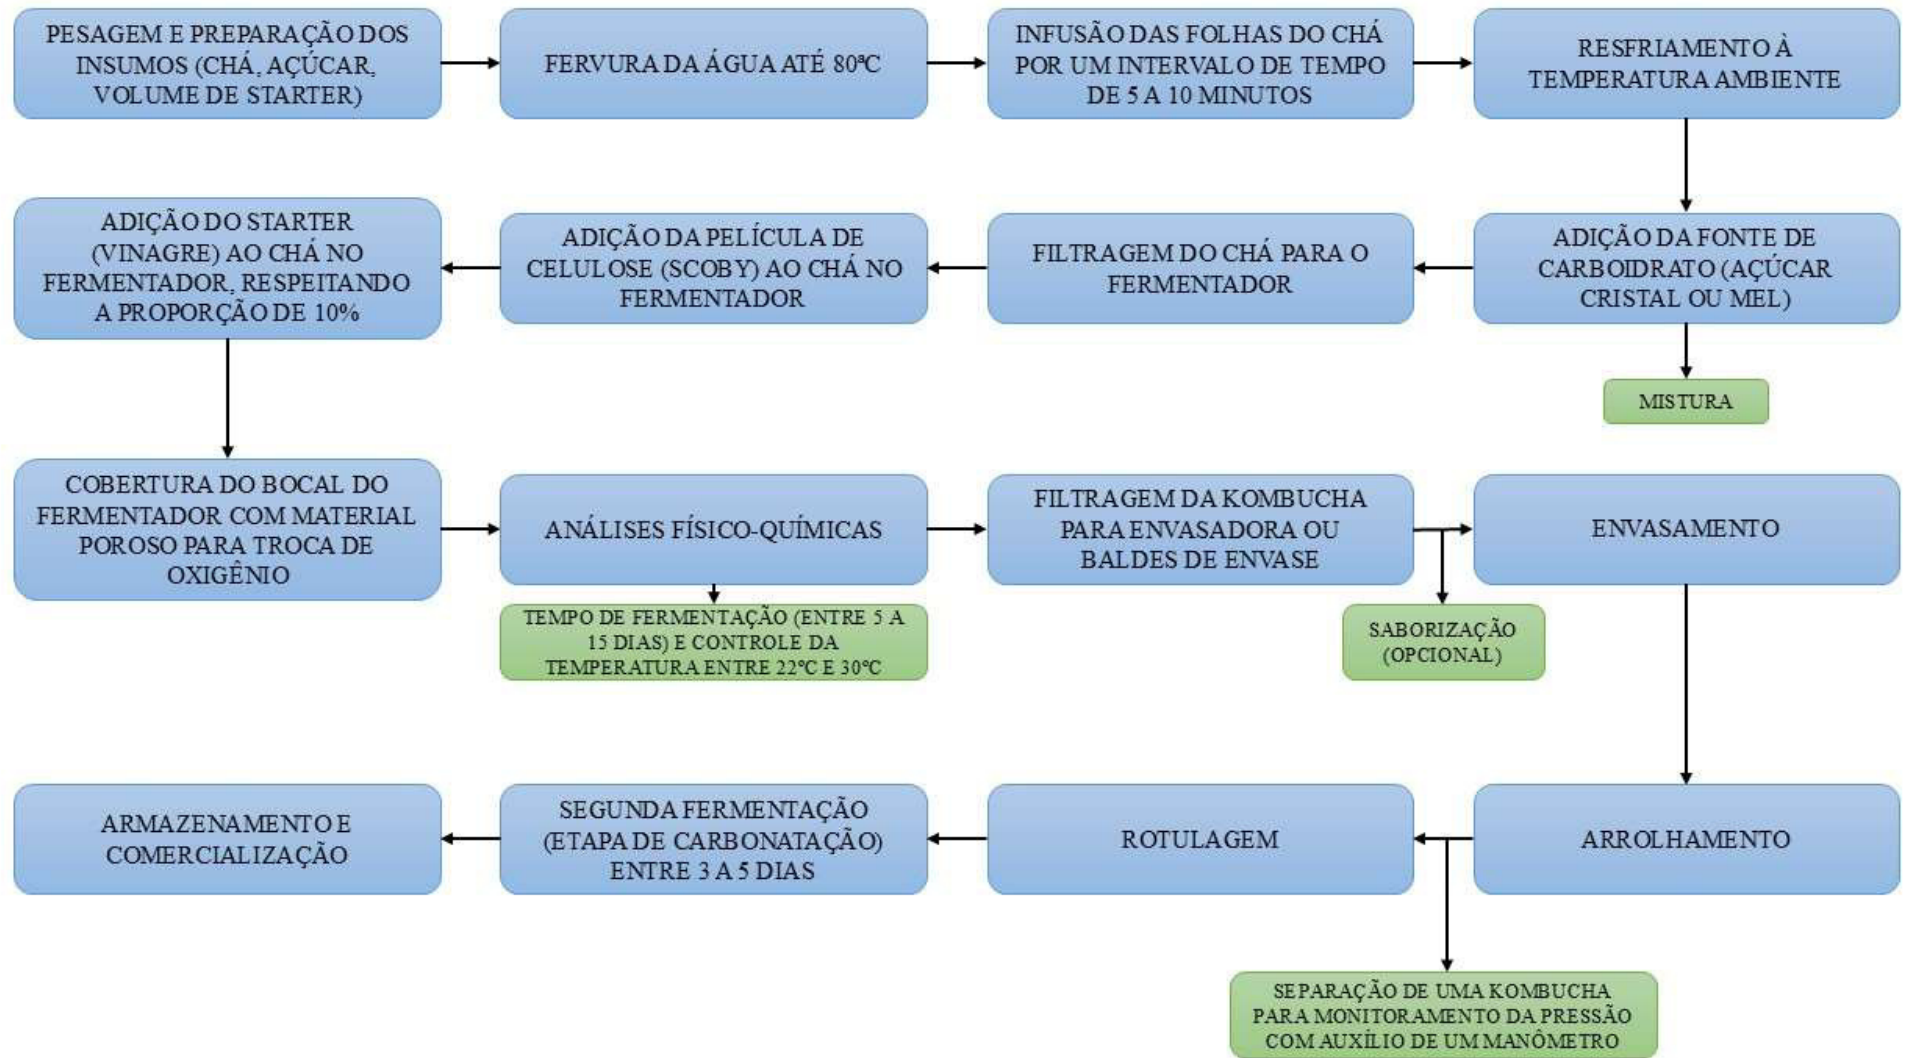 PESAGEM E PREPARAÇÃO DOS
INSUMOS (CHÁ, AÇÚCAR,
VOLUME DE STARTER)
FERVURA DA ÁGUA ATÉ 80ªC
INFUSÃO DAS FOLHAS DO CHÁ
POR UM INTERVALO DE TEMPO
DE 5 A 10 MINUTOS
RESFRIAMENTO À
TEMPERATURA AMBIENTE
ADIÇÃO DA FONTE DE
CARBOIDRATO (AÇÚCAR
CRISTAL OU MEL)
MISTURA
FILTRAGEM DO CHÁ PARA O
FERMENTADOR
ADIÇÃO DA PELÍCULA DE
CELULOSE (SCOBY) AO CHÁ NO
FERMENTADOR
ADIÇÃO DO STARTER
(VINAGRE) AO CHÁ NO
FERMENTADOR, RESPEITANDO
A PROPORÇÃO DE 10%
COBERTURA DO BOCAL DO
FERMENTADOR COM MATERIAL
POROSO PARA TROCA DE
OXIGÊNIO
ANÁLISES FÍSICO-QUÍMICAS
TEMPO DE FERMENTAÇÃO (ENTRE 5 A
15 DIAS) E CONTROLE DA
TEMPERATURA ENTRE 22ºC E 30ºC
FILTRAGEM DA KOMBUCHA
PARA ENVASADORA OU
BALDES DE ENVASE
SABORIZAÇÃO
(OPCIONAL)
ENVASAMENTO
ARROLHAMENTO
SEPARAÇÃO DE UMA KOMBUCHA
PARA MONITORAMENTO DA PRESSÃO
COM AUXÍLIO DE UM MANÔMETRO
ROTULAGEM
SEGUNDA FERMENTAÇÃO
(ETAPA DE CARBONATAÇÃO)
ENTRE 3 A 5 DIAS
ARMAZENAMENTO E
COMERCIALIZAÇÃO